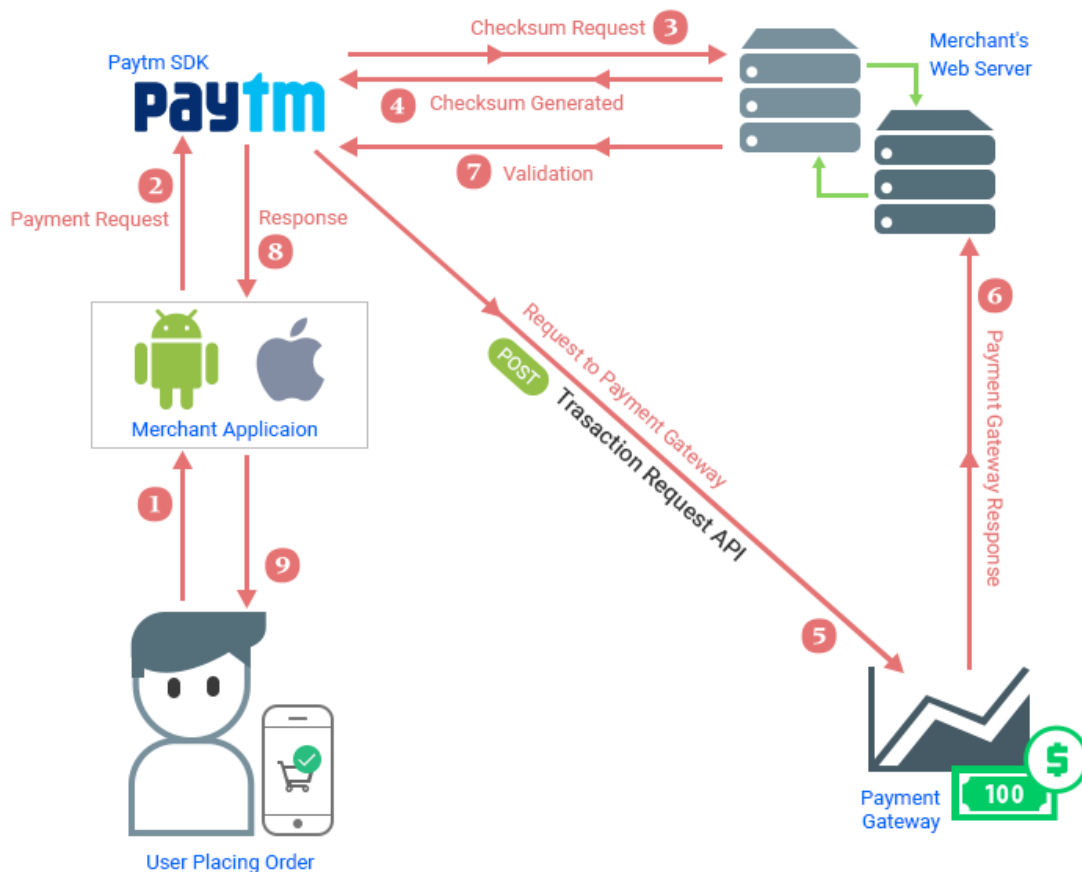 Checksum Request 3
Paytm SDK
Merchant's
Web Server
paytm
4 Checksum Generated
7 Validation
2
Payment Request
Response
8
6
Payment Gateway Response
Request to Payment Gateway
POST Trasaction Request API
Merchant Applicaion
1
9
5
$
100
Payment
Gateway
User Placing Order